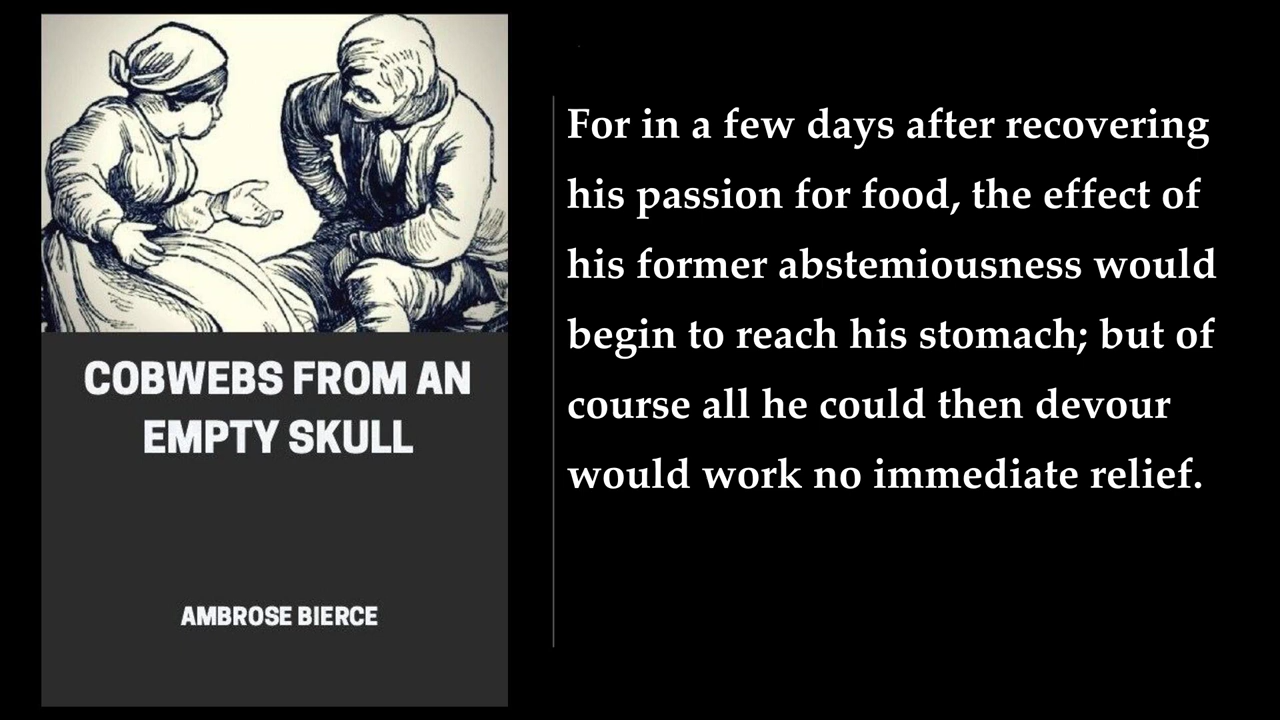 COBWEBS FROM AN
EMPTY SKULL
AMBROSE BIERCE
For in a few days after recovering
his passion for food, the effect of
his former abstemiousness would
begin to reach his stomach; but of
course all he could then devour
would work no immediate relief.